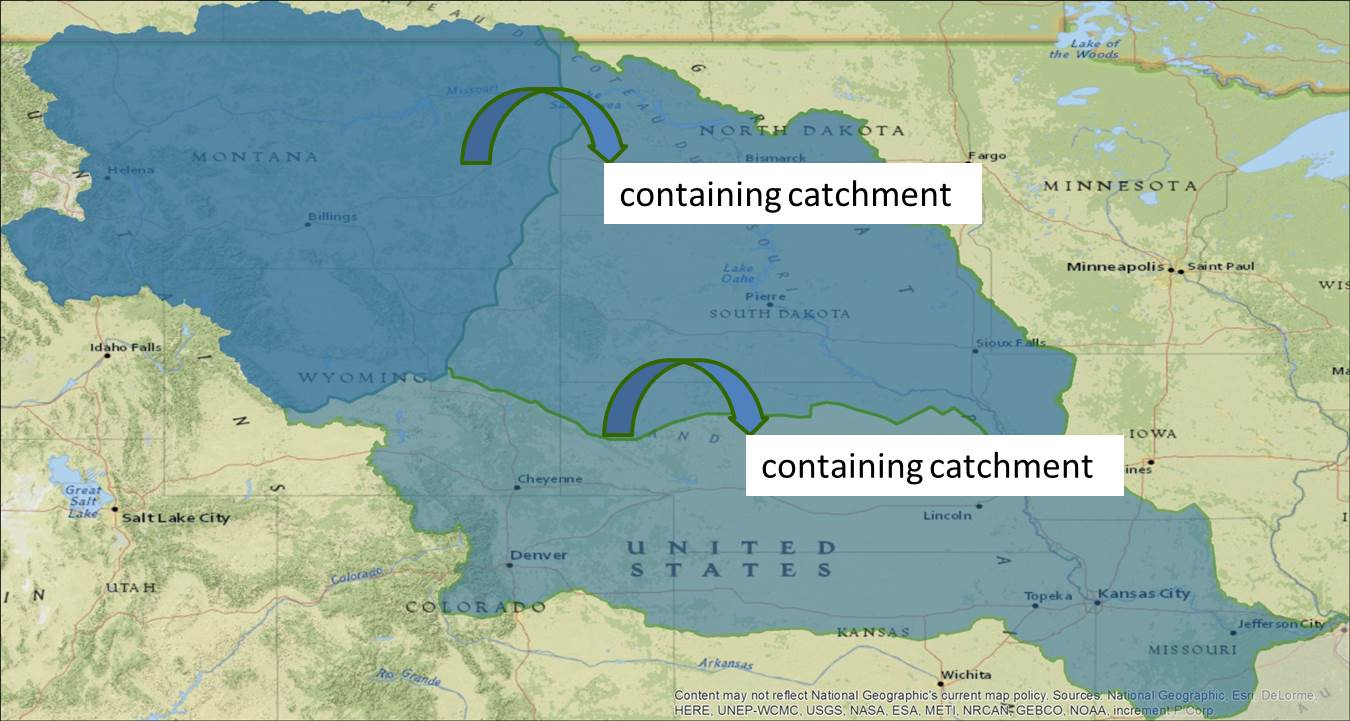 Lake of
the Woods
Missouri
NORTH DAKOTA
Bismarck
Fargo
MONTANA
Helena
containing catchment
MINNESOTA
Billings
Minneapolis
Saint Paul
WIS
Lake
Oahe
Pierre
SOUTH DAKOTA
Idaho Falls
Sioux Falls
WYOMING
IOWA
containing catchment
ines
Cheyenne
Great
Salt
Lake
Salt Lake City
Lincoln
UNITED
STATES
Denver
Colorado
UTAH
COLORADO
Topeka
Kansas City
Jefferson City
KANSAS
MISSOURI
Arkansas
Rio Grande
Wichita
Content may not reflect National Geographic's current map policy. Sources: National Geographic, Esri, DeLorme,
HERE, UNEP-WCMC, USGS, NASA, ESA, METI, NRCAN, GEBCO, NOAA, increment P Corp.